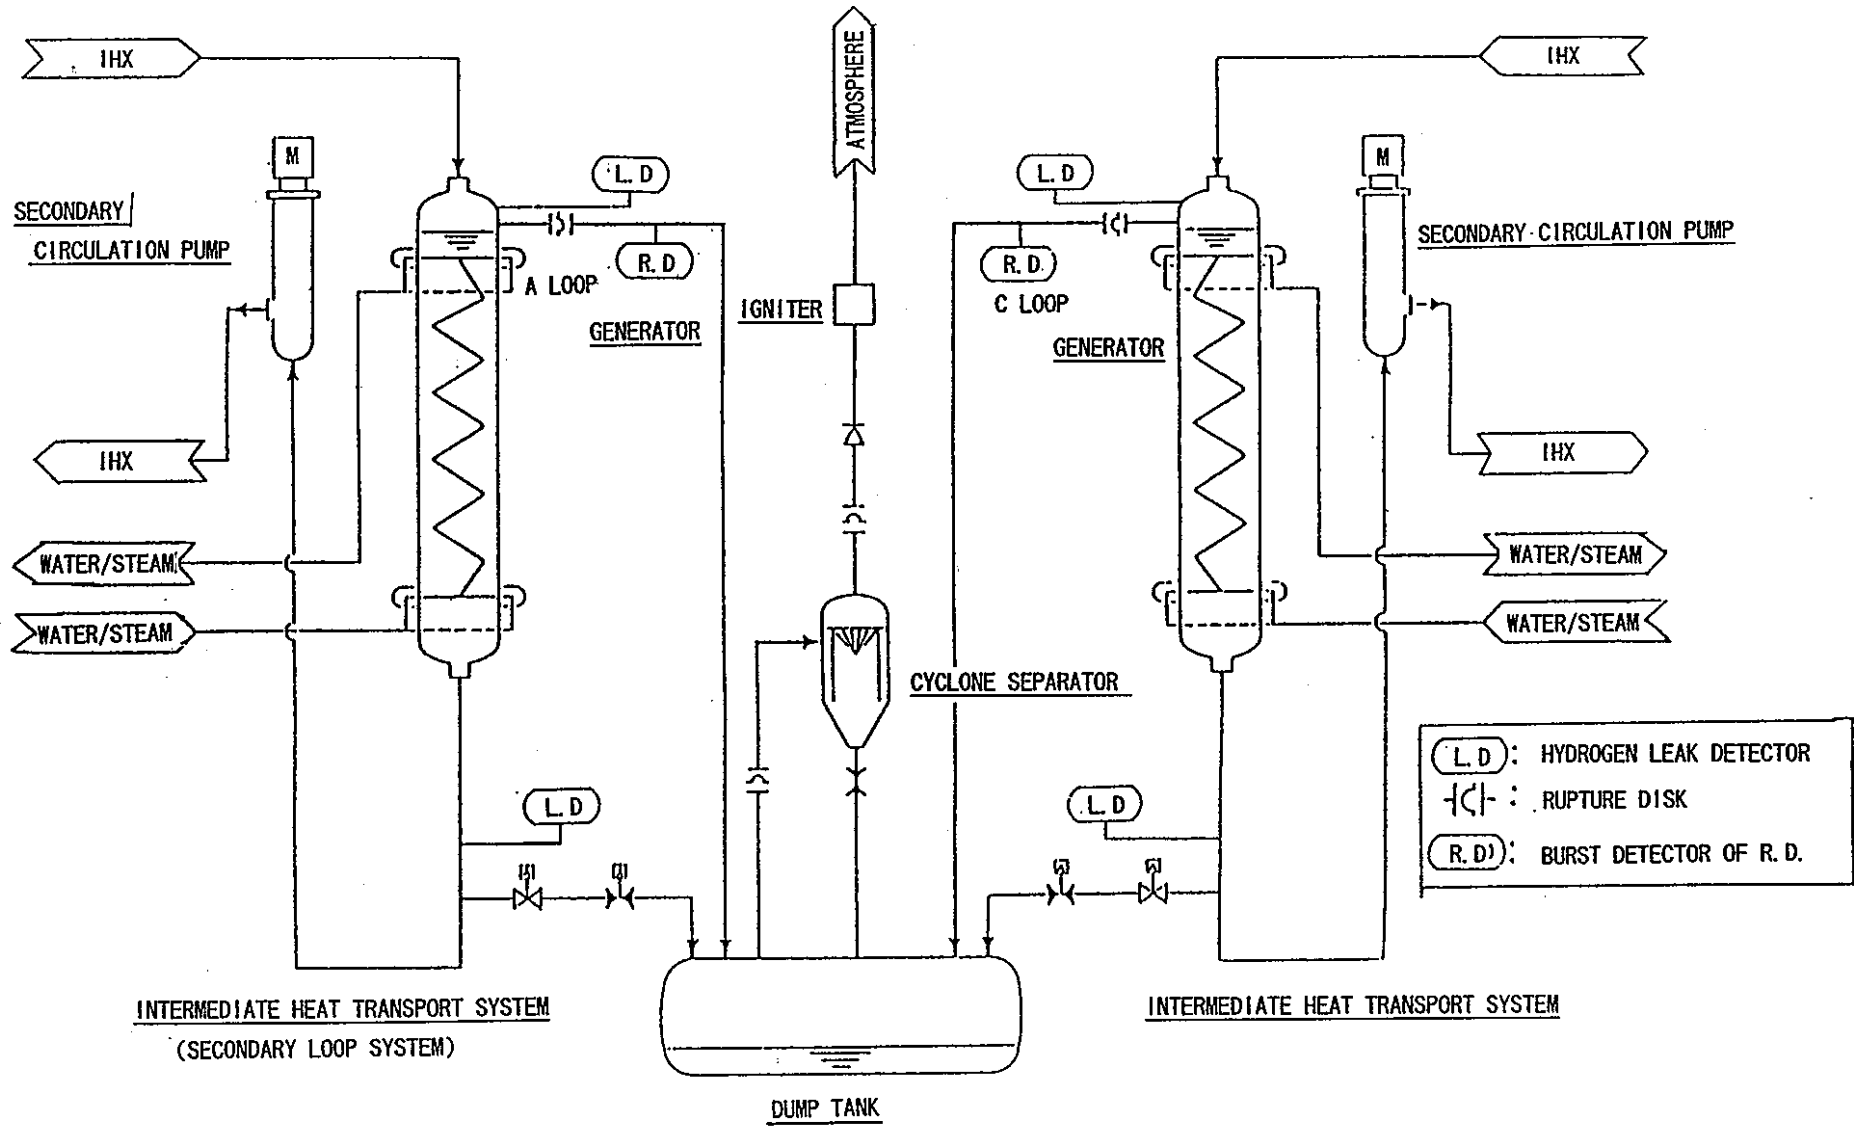 IHX
ATMOSPHERE
IHX
M
M
L.D
L.D
SECONDARY
CIRCULATION PUMP
SECONDARY CIRCULATION PUMP
R.D
R.D.
A LOOP
C LOOP
IGNITER
GENERATOR
GENERATOR
IHX
IHX
WATER/STEAM
WATER/STEAM
WATER/STEAM
WATER/STEAM
CYCLONE SEPARATOR
L.D
L.D
L.D: HYDROGEN LEAK DETECTOR
: RUPTURE DISK
R.D): BURST DETECTOR OF R.D.
INTERMEDIATE HEAT TRANSPORT SYSTEM
(SECONDARY LOOP SYSTEM)
INTERMEDIATE HEAT TRANSPORT SYSTEM
DUMP TANK